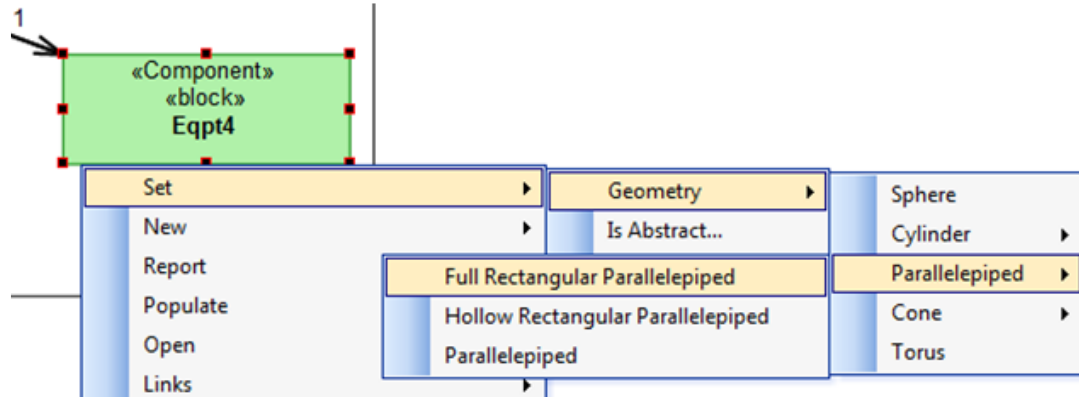 1
«Component»
«block»
Eqpt4
Set
New
Report
Populate
Open
Links
Geometry
Is Abstract...
Sphere
Cylinder
Parallelepiped
Cone
Torus
Full Rectangular Parallelepiped
Hollow Rectangular Parallelepiped
Parallelepiped